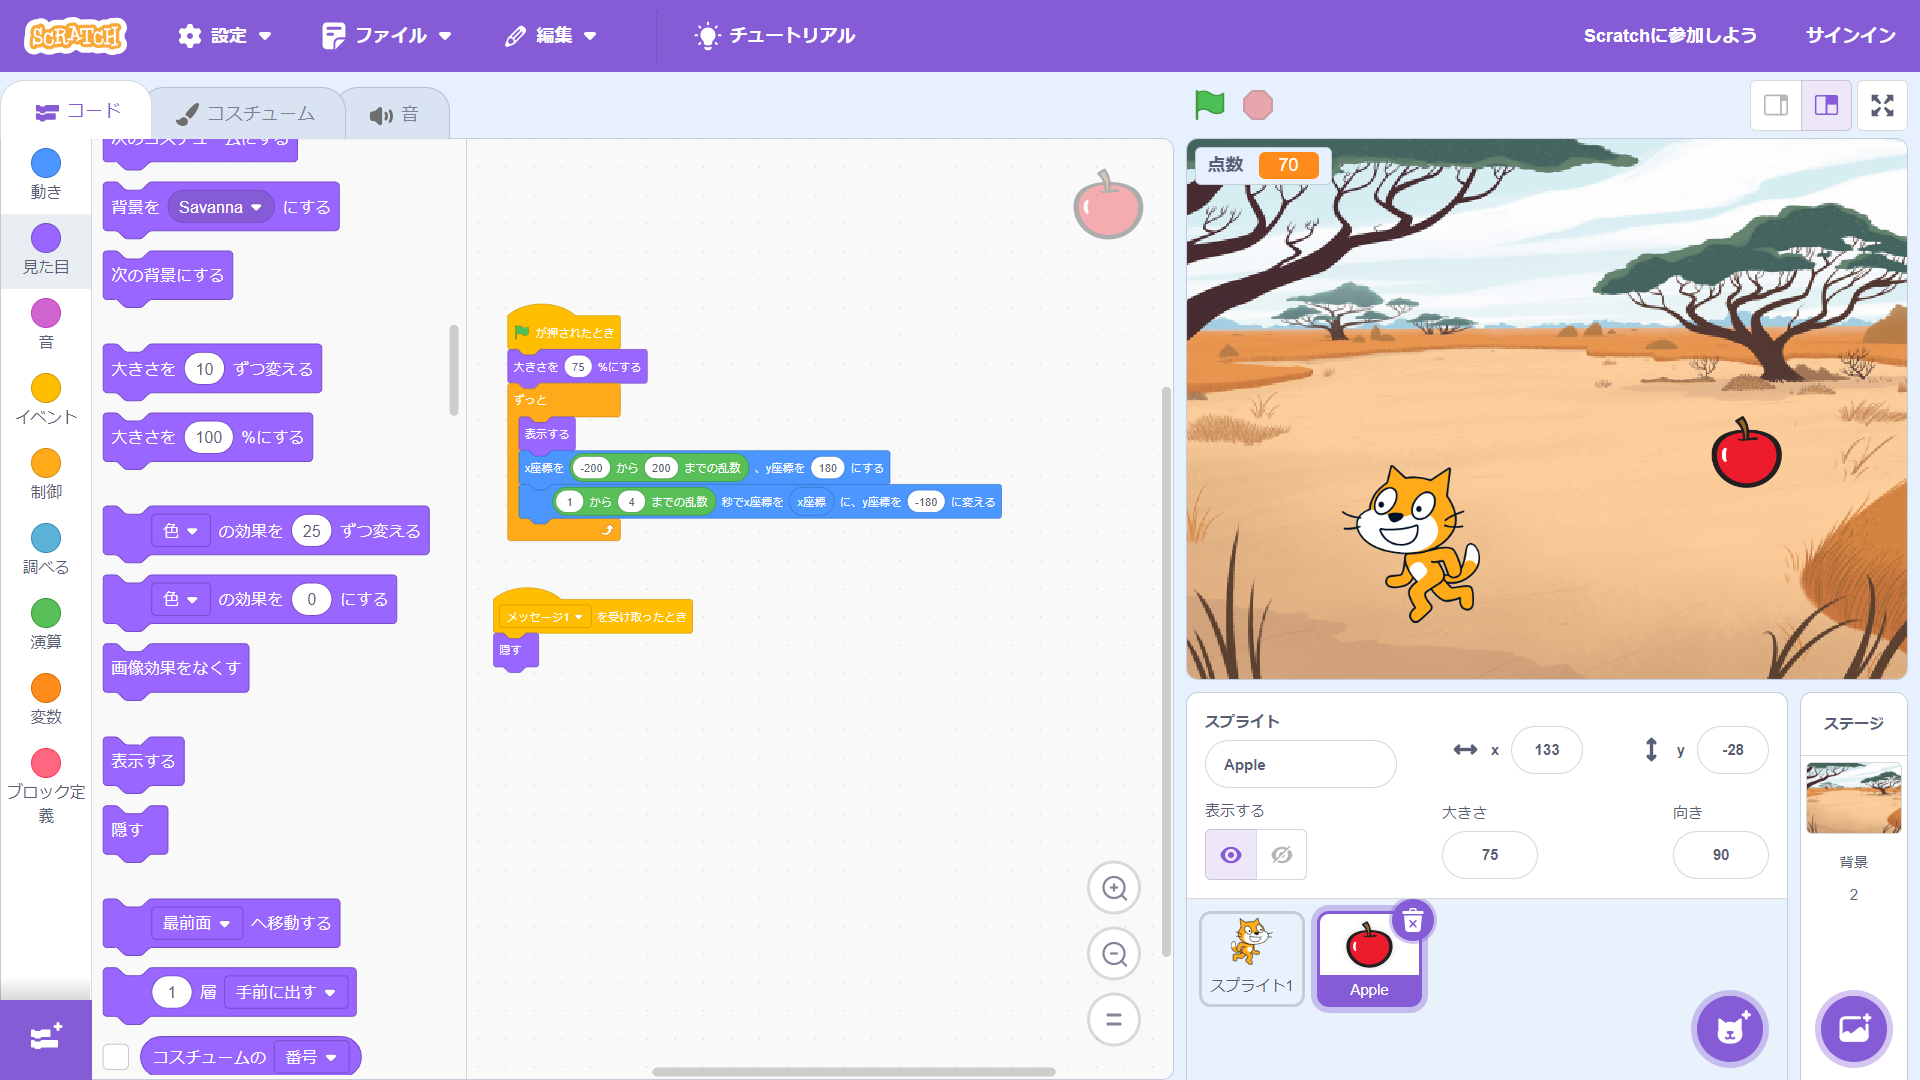 SCRATCH 設定 ファイル 編集 チュートリアル Scratchに参加しよう サインイン
コード コスチューム 音
動き
見た目
音
イベント
制御
調べる
演算
変数
ブロック定
義
次のコスチュームにする
背景を Savanna にする
次の背景にする
大きさを 10 ずつ変える
大きさを 100 %にする
色 の効果を 25 ずつ変える
色 の効果を 0 にする
画像効果をなくす
表示する
隠す
最前面 へ移動する
1 層 手前に出す
コスチュームの 番号
が押されたとき
大きさを 75 %にする
ずっと
表示する
x座標を -200 から 200 までの乱数 、y座標を 180 にする
1 から 4 までの乱数 秒でx座標を x座標 に、y座標を -180 に変える
メッセージ1 を受け取ったとき
隠す
点数 70
スプライト
Apple x 133 y -28
表示する 大きさ 75 向き 90
スプライト1 Apple
ステージ
背景
2